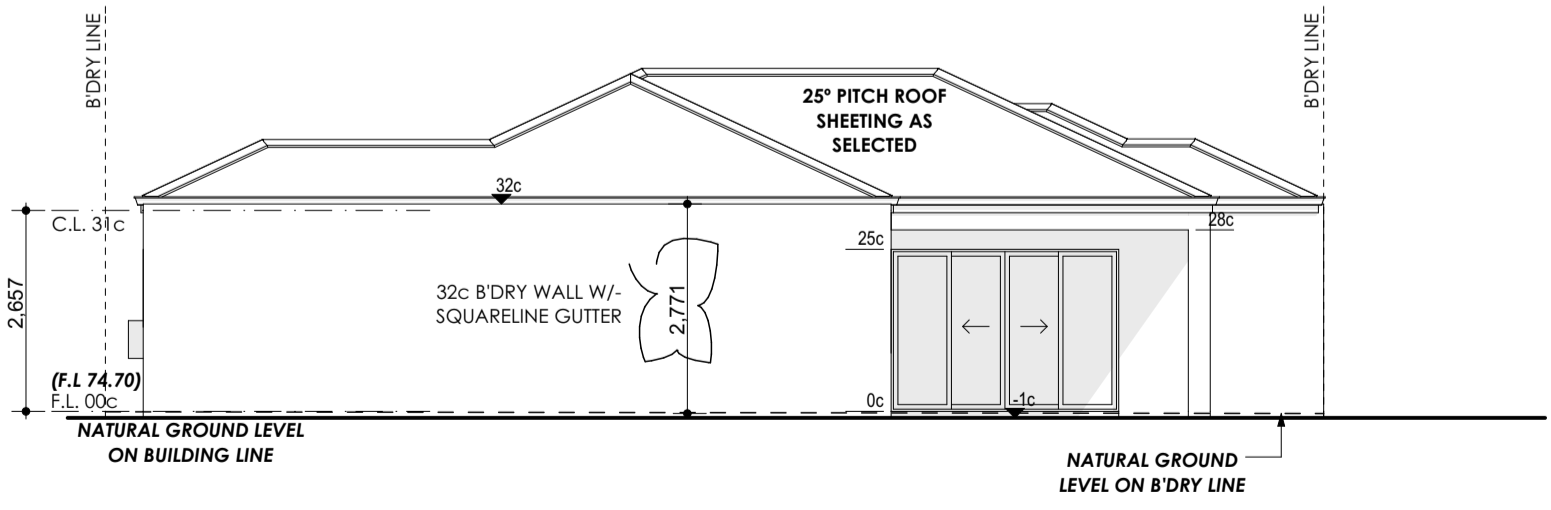 B'DRY LINE
B'DRY LINE
25° PITCH ROOF
SHEETING AS
SELECTED
32c
C.L. 31c
28c
25c
2,657
32c B'DRY WALL W/-
SQUARELINE GUTTER
2,771
(F.L 74.70)
F.L. 00c
0c
-1c
NATURAL GROUND LEVEL
ON BUILDING LINE
NATURAL GROUND
LEVEL ON B'DRY LINE